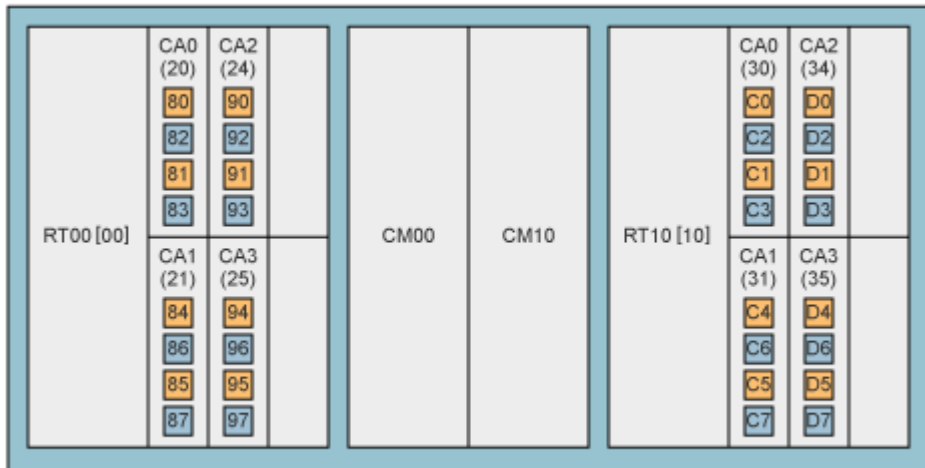 CA0 CA2
(20) (24)
80 90
82 92
81 91
83 93
RT00 [00]
CA1 CA3
(21) (25)
84 94
86 96
85 95
87 97
CM00 CM10
RT10 [10]
CA0 CA2
(30) (34)
C0 D0
C2 D2
C1 D1
C3 D3
CA1 CA3
(31) (35)
C4 D4
C6 D6
C5 D5
C7 D7